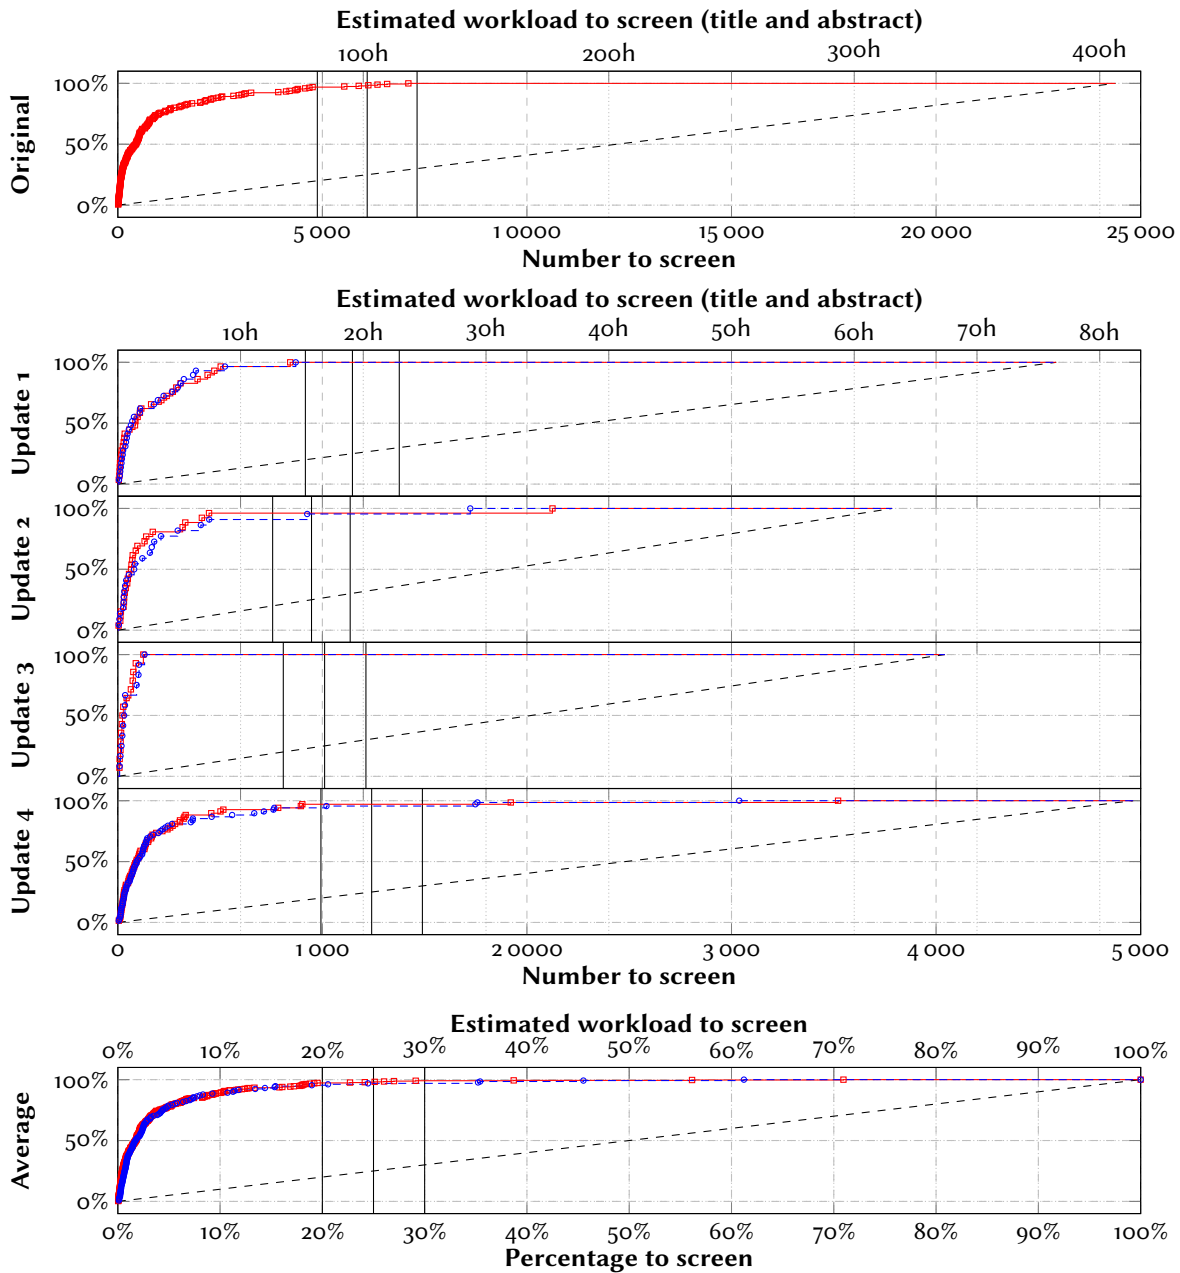 Estimated workload to screen (title and abstract)
100h 200h 300h 400h
100%
50%
0%
Original
0 5 000 10 000 15 000 20 000 25 000
Number to screen
Estimated workload to screen (title and abstract)
10h 20h 30h 40h 50h 60h 70h 80h
100%
50%
0%
Update 1
100%
50%
0%
Update 2
100%
50%
0%
Update 3
100%
50%
0%
Update 4
0 1 000 2 000 3 000 4 000 5 000
Number to screen
Estimated workload to screen
0% 10% 20% 30% 40% 50% 60% 70% 80% 90% 100%
100%
50%
0%
Average
0% 10% 20% 30% 40% 50% 60% 70% 80% 90% 100%
Percentage to screen